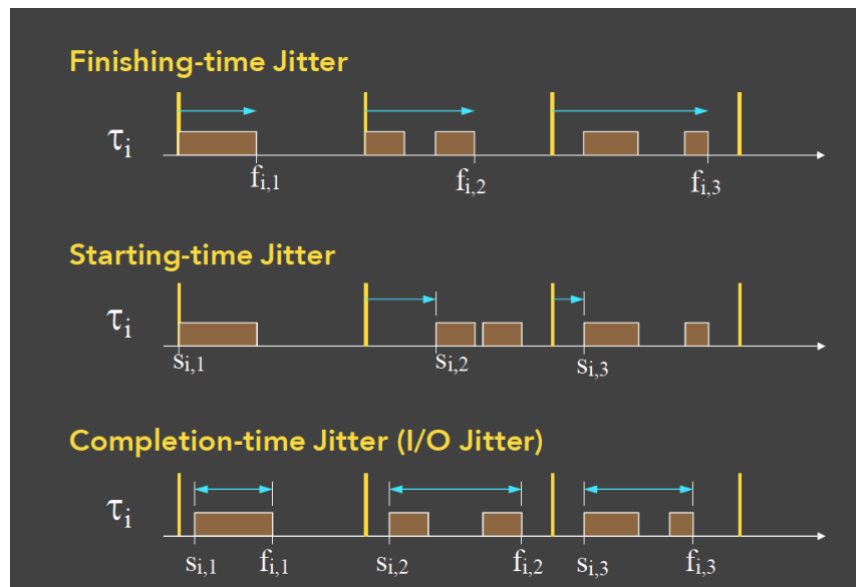 Finishing-time Jitter
τi
fi,1 fi,2 fi,3
Starting-time Jitter
τi
si,1 si,2 si,3
Completion-time Jitter (I/O Jitter)
τi
si,1 fi,1 si,2 fi,2 si,3 fi,3